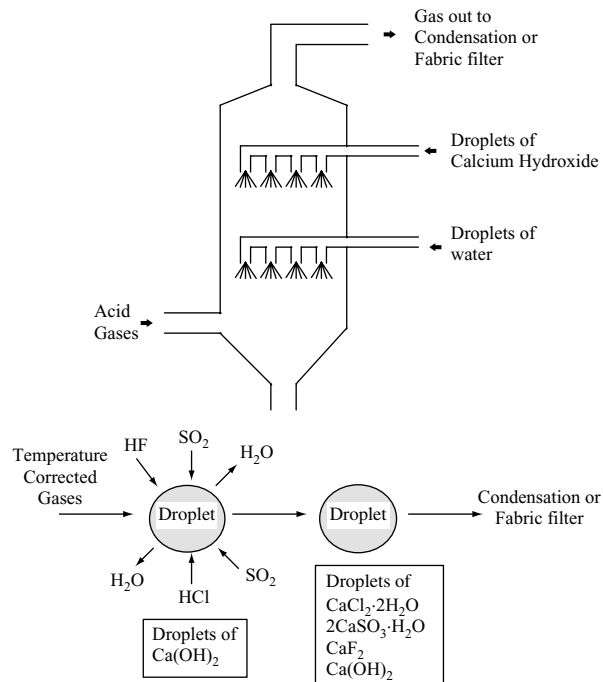 Gas out to
Condensation or
Fabric filter
Droplets of
Calcium Hydroxide
Droplets of
water
Acid
Gases
Temperature
Corrected
Gases
HF
SO₂
H₂O
Droplet
H₂O
HCl
SO₂
Droplets of
Ca(OH)₂
Droplet
Condensation or
Fabric filter
Droplets of
CaCl₂·2H₂O
2CaSO₃·H₂O
CaF₂
Ca(OH)₂